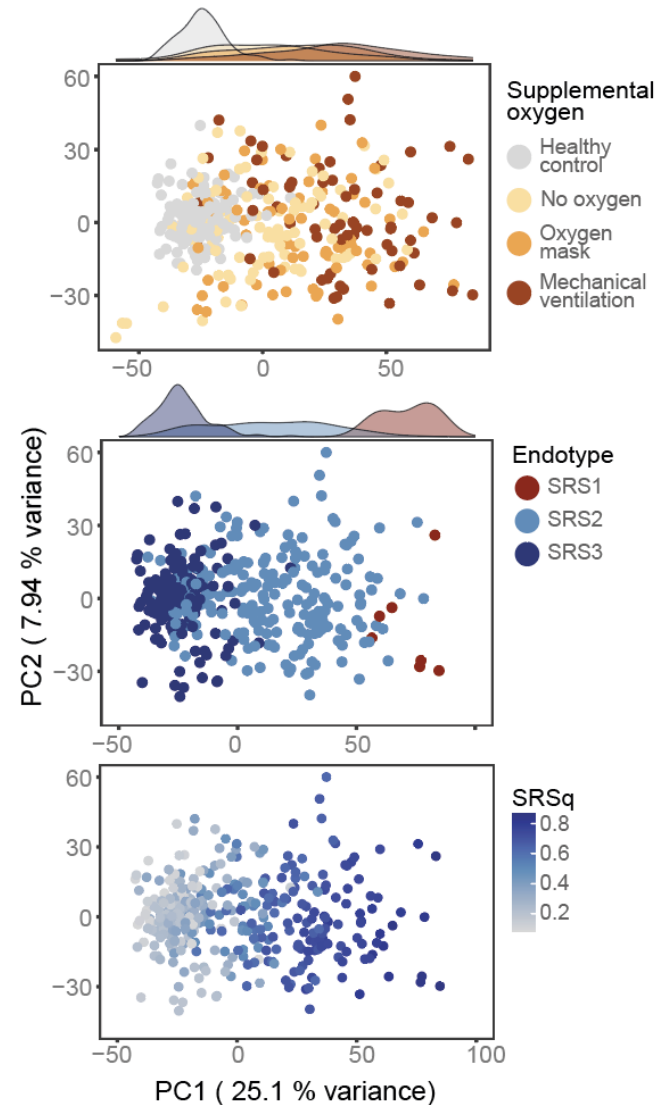 60
30
0
−30
−50
0
50
Supplemental
oxygen
Healthy
control
No oxygen
Oxygen
mask
Mechanical
ventilation
PC2 ( 7.94 % variance)
60
30
0
−30
−50
0
50
Endotype
SRS1
SRS2
SRS3
60
30
0
−30
−50
0
50
100
SRSq
0.8
0.6
0.4
0.2
PC1 ( 25.1 % variance)